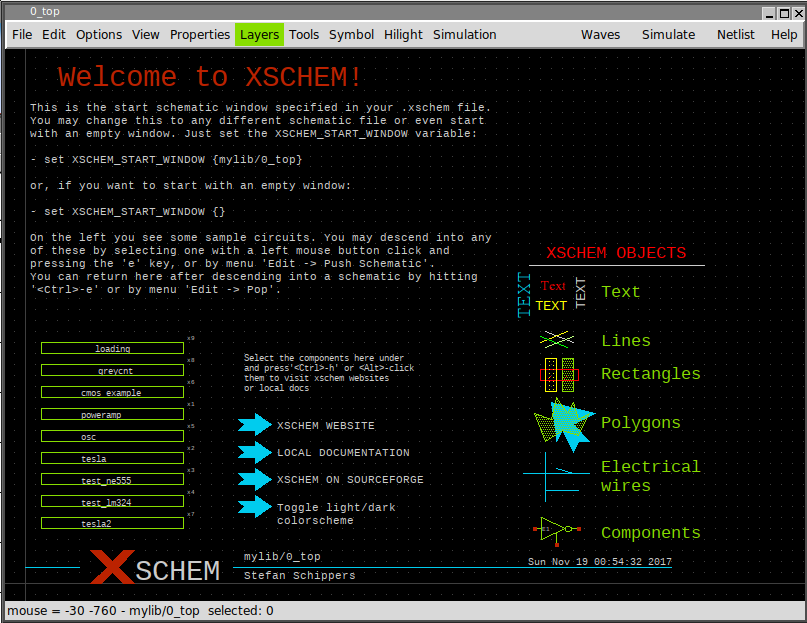 0_top
File Edit Options View Properties Layers Tools Symbol Hilight Simulation Waves Simulate Netlist Help
Welcome to XSCHEM!
This is the start schematic window specified in your .xschem file.
You may change this to any different schematic file or even start
with an empty window. Just set the XSCHEM_START_WINDOW variable:
- set XSCHEM_START_WINDOW {mylib/0_top}
or, if you want to start with an empty window:
- set XSCHEM_START_WINDOW {}
On the left you see some sample circuits. You may descend into any
of these by selecting one with a left mouse button click and
pressing the 'e' key, or by menu 'Edit -> Push Schematic'.
You can return here after descending into a schematic by hitting
'<Ctrl>-e' or by menu 'Edit -> Pop'.
x9
loading
x8
greycnt
x6
cmos_example
x1
poweramp
x5
osc
x2
tesla
x3
test_ne555
x4
test_lm324
x7
tesla2
Select the components here under
and press'<Ctrl>-h' or <Alt>-click
them to visit xschem websites
or local docs
XSCHEM WEBSITE
LOCAL DOCUMENTATION
XSCHEM ON SOURCEFORGE
Toggle light/dark
colorscheme
XSCHEM OBJECTS
TEXT
Text
TEXT
TEXT
Text
Lines
Rectangles
Polygons
Electrical
wires
Components
XSCHEM
mylib/0_top
Stefan Schippers
Sun Nov 19 00:54:32 2017
mouse = -30 -760 - mylib/0_top selected: 0